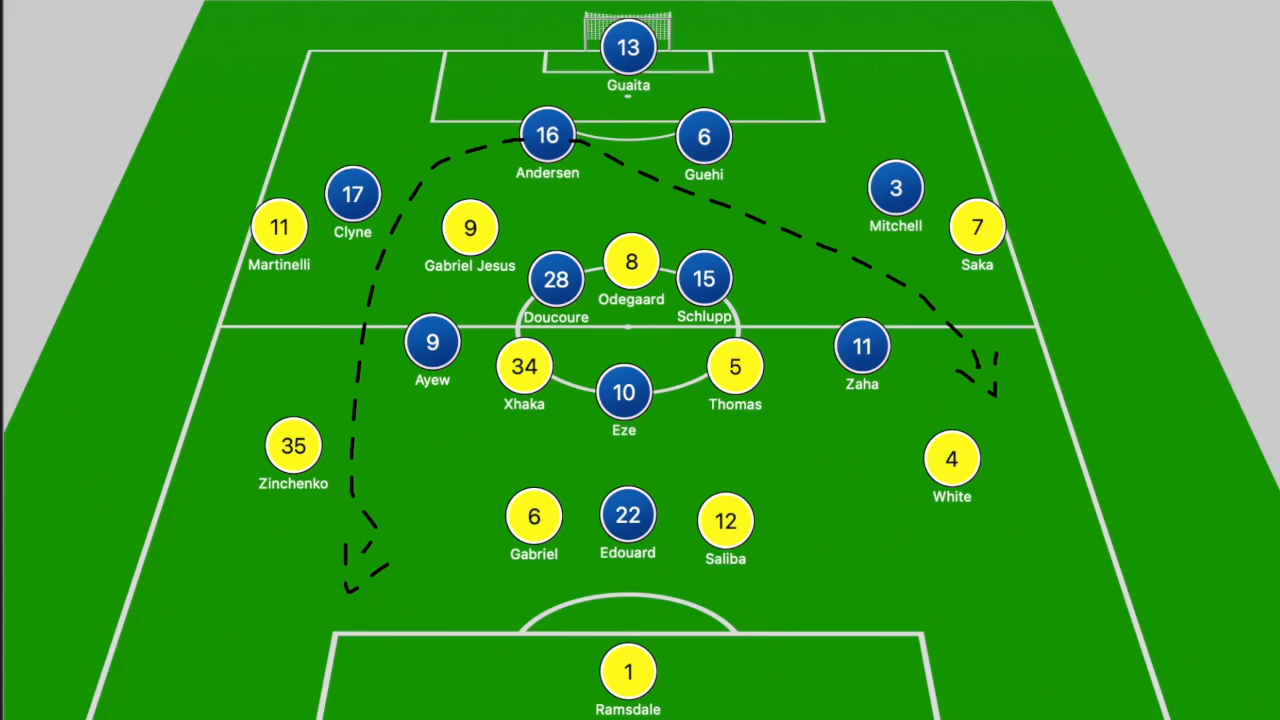 13
Guaita
16
Andersen
6
Guehi
17
Clyne
3
Mitchell
11
Martinelli
9
Gabriel Jesus
7
Saka
8
Odegaard
28
Doucoure
15
Schlupp
9
Ayew
11
Zaha
34
Xhaka
5
Thomas
10
Eze
35
Zinchenko
4
White
6
Gabriel
22
Edouard
12
Saliba
1
Ramsdale